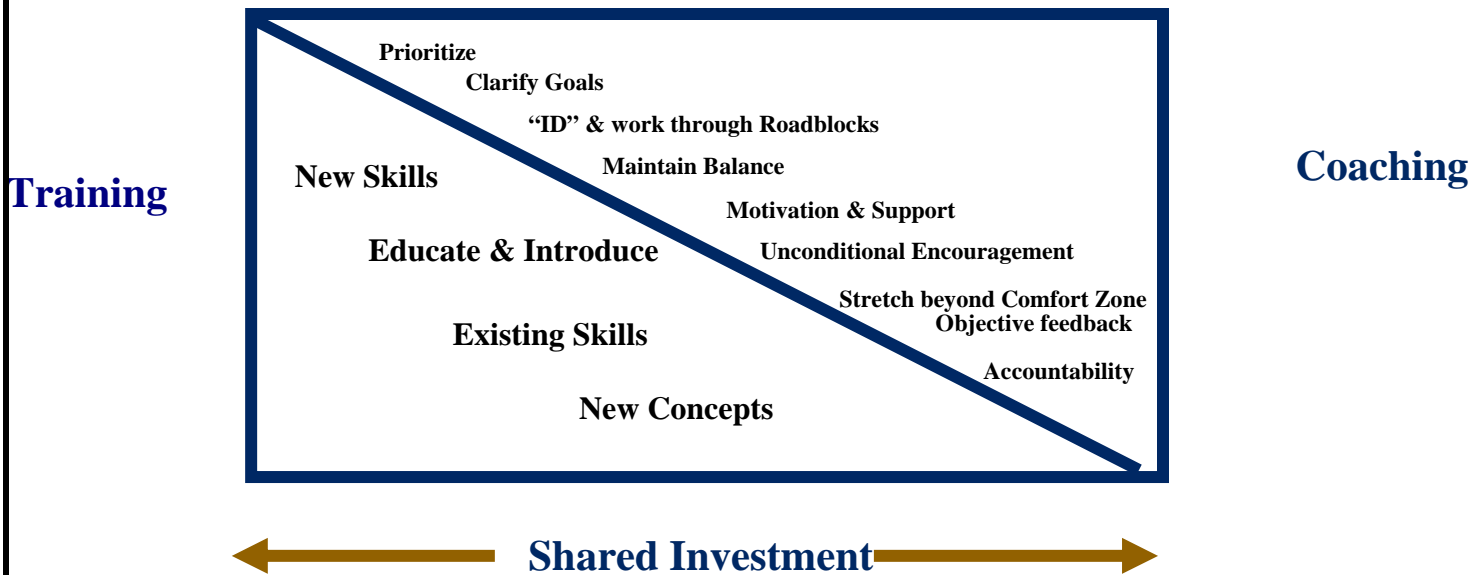 Prioritize
Clarify Goals
“ID” & work through Roadblocks
Maintain Balance
Motivation & Support
Unconditional Encouragement
Stretch beyond Comfort Zone
Objective feedback
Accountability
Coaching
Training
New Skills
Educate & Introduce
Existing Skills
New Concepts
Shared Investment